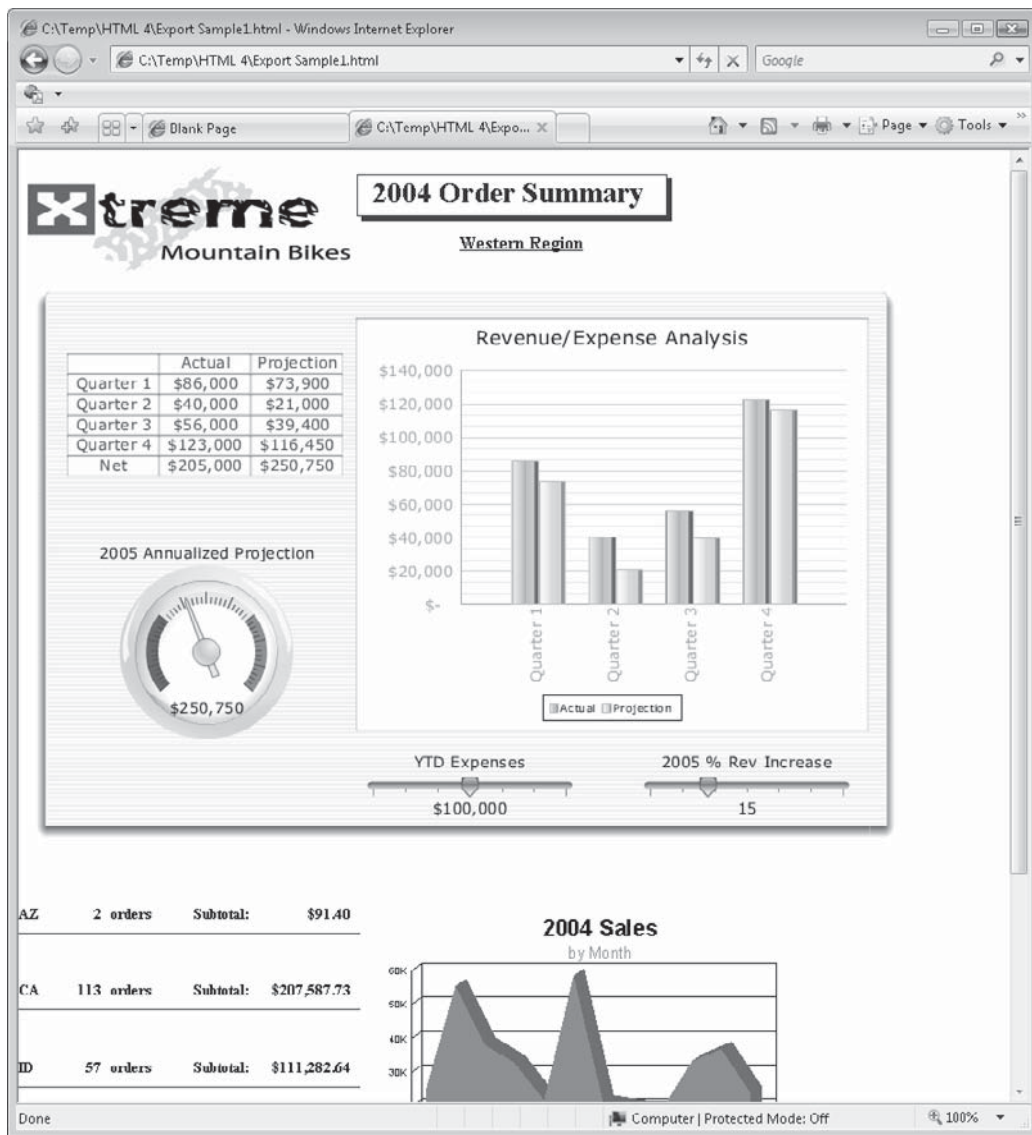 C:\Temp\HTML 4\Export Sample1.html - Windows Internet Explorer
C:\Temp\HTML 4\Export Sample1.html
Google
Blank Page
C:\Temp\HTML 4\Expo...
Page
Tools
Xtreme
Mountain Bikes
2004 Order Summary
Western Region
Actual Projection
Quarter 1 $86,000 $73,900
Quarter 2 $40,000 $21,000
Quarter 3 $56,000 $39,400
Quarter 4 $123,000 $116,450
Net $205,000 $250,750
2005 Annualized Projection
$250,750
Revenue/Expense Analysis
$140,000
$120,000
$100,000
$80,000
$60,000
$40,000
$20,000
$-
Quarter 1
Quarter 2
Quarter 3
Quarter 4
Actual Projection
YTD Expenses
$100,000
2005 % Rev Increase
15
AZ 2 orders Subtotal: $91.40
CA 113 orders Subtotal: $207,587.73
ID 57 orders Subtotal: $111,282.64
2004 Sales
by Month
60K
50K
40K
30K
Done
Computer | Protected Mode: Off
100%